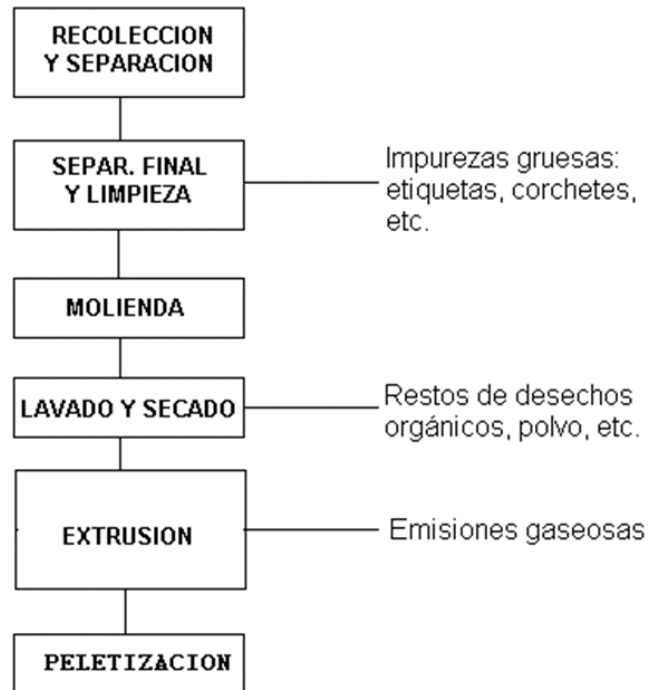 RECOLECCION
Y SEPARACION
SEPAR. FINAL
Y LIMPIEZA
Impurezas gruesas:
etiquetas, corchetes,
etc.
MOLIENDA
LAVADO Y SECADO
Restos de desechos
orgánicos, polvo, etc.
EXTRUSION
Emisiones gaseosas
PELETIZACION